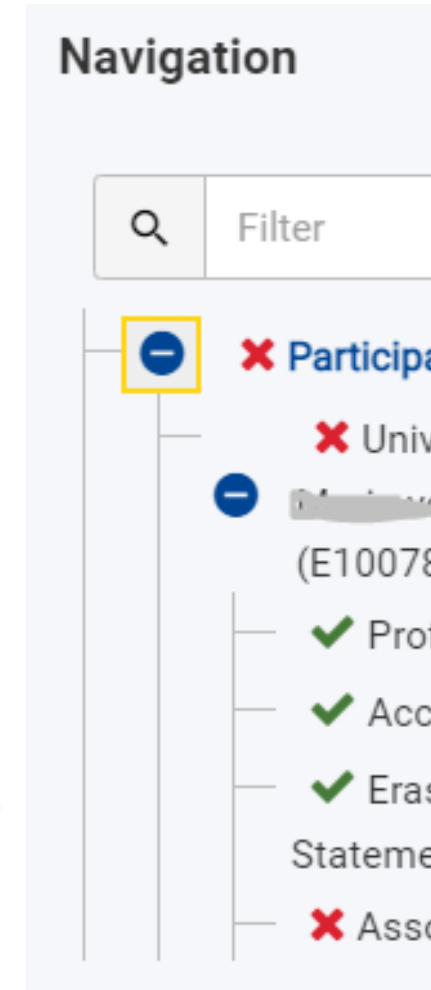 Navigation
Filter
Participa
Univ
(E10078
Prof
Acc
Eras
Stateme
Asso